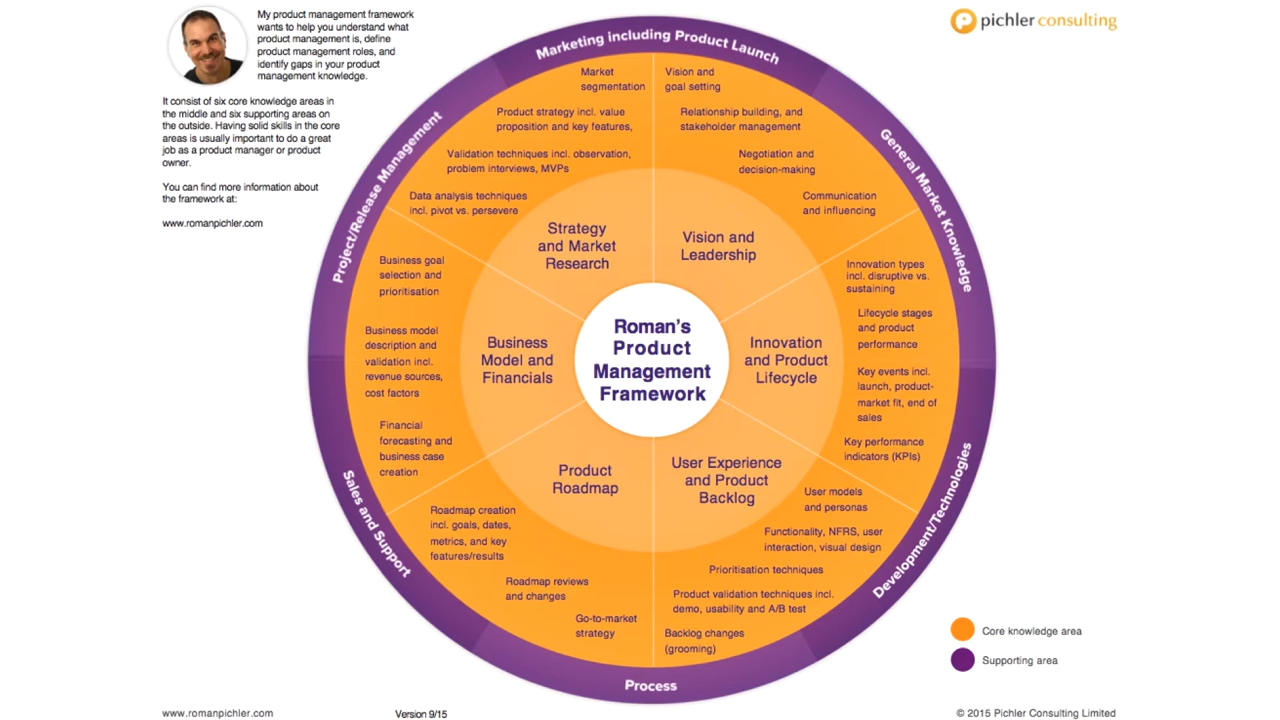 My product management framework
wants to help you understand what
product management is, define
product management roles, and
identify gaps in your product
management knowledge.
It consist of six core knowledge areas in
the middle and six supporting areas on
the outside. Having solid skills in the core
areas is usually important to do a great
job as a product manager or product
owner.
You can find more information about
the framework at:
www.romanpichler.com
pichler consulting
Marketing including Product Launch
General Market Knowledge
Development/Technologies
Process
Sales and Support
Project/Release Management
Market
segmentation
Product strategy incl. value
proposition and key features,
Validation techniques incl. observation,
problem interviews, MVPs
Data analysis techniques
incl. pivot vs. persevere
Strategy
and Market
Research
Vision and
goal setting
Relationship building, and
stakeholder management
Negotiation and
decision-making
Communication
and influencing
Vision and
Leadership
Innovation types
incl. disruptive vs.
sustaining
Lifecycle stages
and product
performance
Key events incl.
launch, product-
market fit, end of
sales
Key performance
indicators (KPIs)
Innovation
and Product
Lifecycle
Roman's
Product
Management
Framework
Business goal
selection and
prioritisation
Business model
description and
validation incl.
revenue sources,
cost factors
Financial
forecasting and
business case
creation
Business
Model and
Financials
Product
Roadmap
Roadmap creation
incl. goals, dates,
metrics, and key
features/results
Roadmap reviews
and changes
Go-to-market
strategy
User Experience
and Product
Backlog
User models
and personas
Functionality, NFRS, user
interaction, visual design
Prioritisation techniques
Product validation techniques incl.
demo, usability and A/B test
Backlog changes
(grooming)
Core knowledge area
Supporting area
www.romanpichler.com
Version 9/15
© 2015 Pichler Consulting Limited